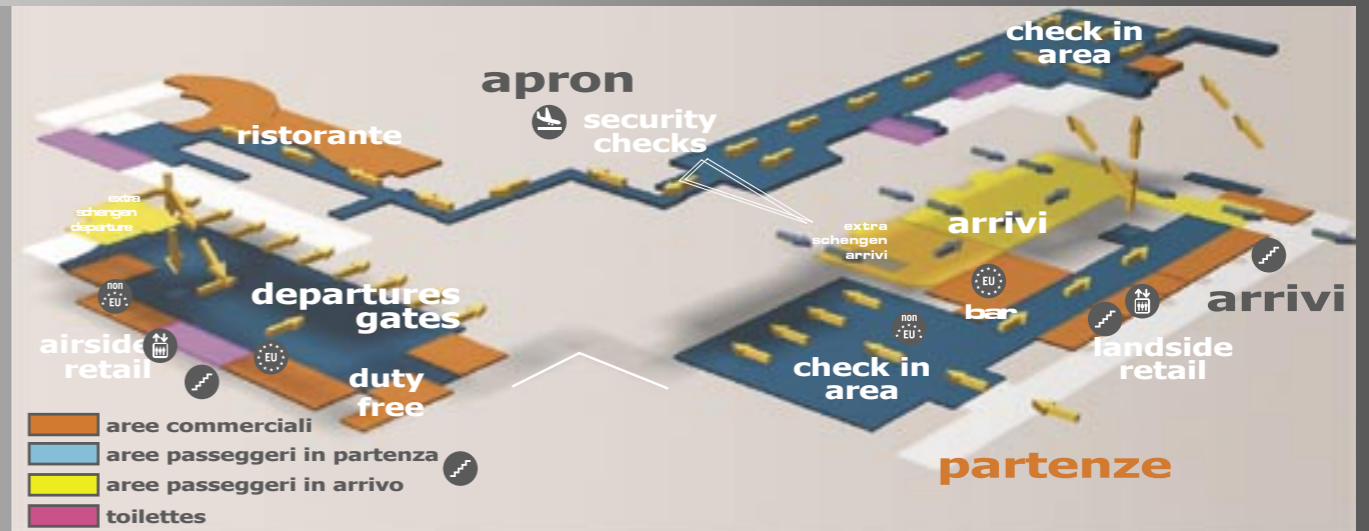 check in
area
apron
security
checks
ristorante
extra
schengen
departure
arrivi
extra
schengen
arrivi
departures
gates
non
EU
EU
bar
arrivi
non
EU
airside
retail
EU
landside
retail
check in
area
duty
free
aree commerciali
aree passeggeri in partenza
aree passeggeri in arrivo
toilettes
partenze